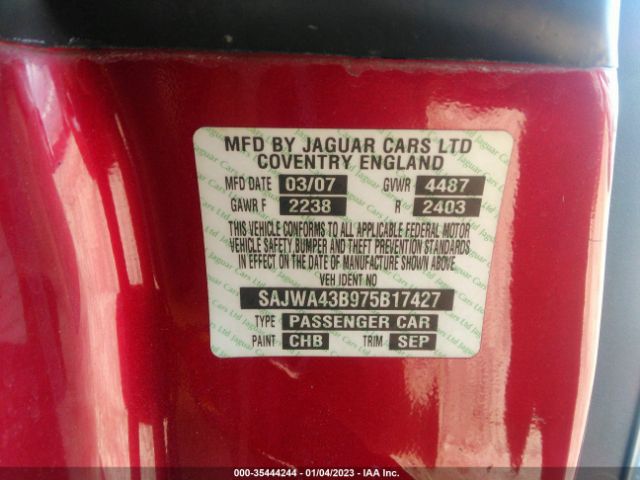 MFD BY JAGUAR CARS LTD
COVENTRY ENGLAND
MFD DATE 03/07 GVWR 4487
GAWR F 2238 R 2403
THIS VEHICLE CONFORMS TO ALL APPLICABLE FEDERAL MOTOR
VEHICLE SAFETY,BUMPER AND THEFT PREVENTION STANDARDS
IN EFFECT ON THE DATE OF MANUFACTURE SHOWN ABOVE.
VEH IDENT NO
SAJWA43B975B17427
TYPE PASSENGER CAR
PAINT CHB TRIM SEP
000-35444244 - 01/04/2023 - IAA Inc.